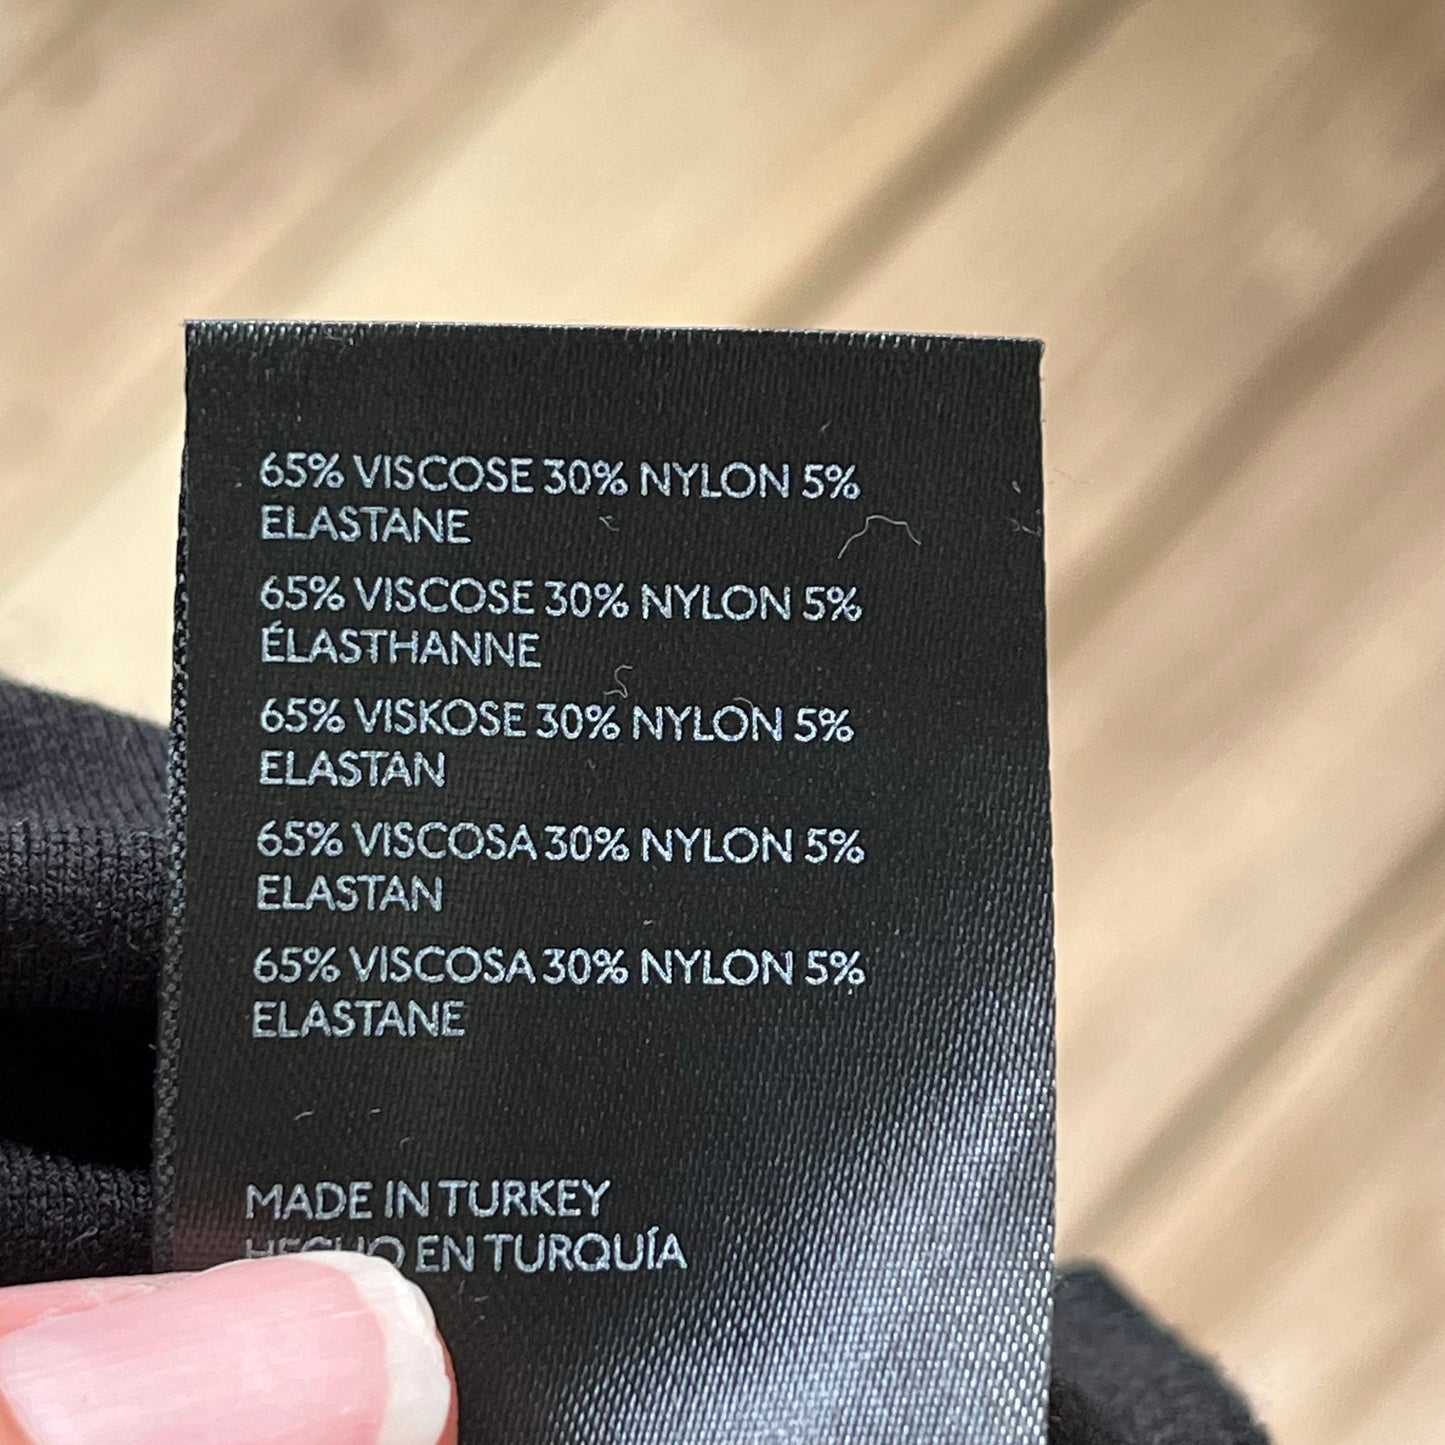 65% VISCOSE 30% NYLON 5%
ELASTANE
65% VISCOSE 30% NYLON 5%
ÉLASTHANNE
65% VISKOSE 30% NYLON 5%
ELASTAN
65% VISCOSA 30% NYLON 5%
ELASTAN
65% VISCOSA 30% NYLON 5%
ELASTANE
MADE IN TURKEY
HECHO EN TURQUÍA